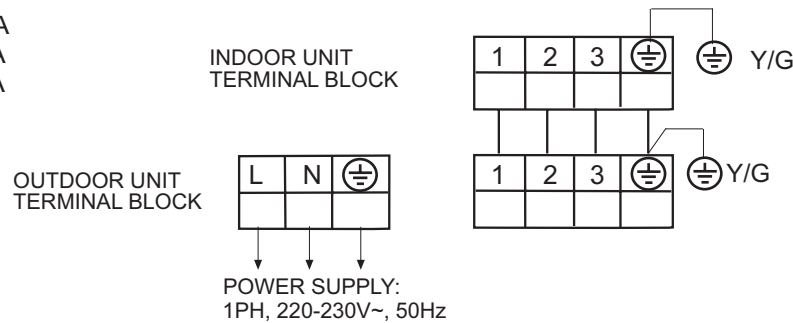 A
A
A
INDOOR UNIT
TERMINAL BLOCK
1 2 3
Y/G
OUTDOOR UNIT
TERMINAL BLOCK
L N
1 2 3
Y/G
POWER SUPPLY:
1PH, 220-230V~, 50Hz